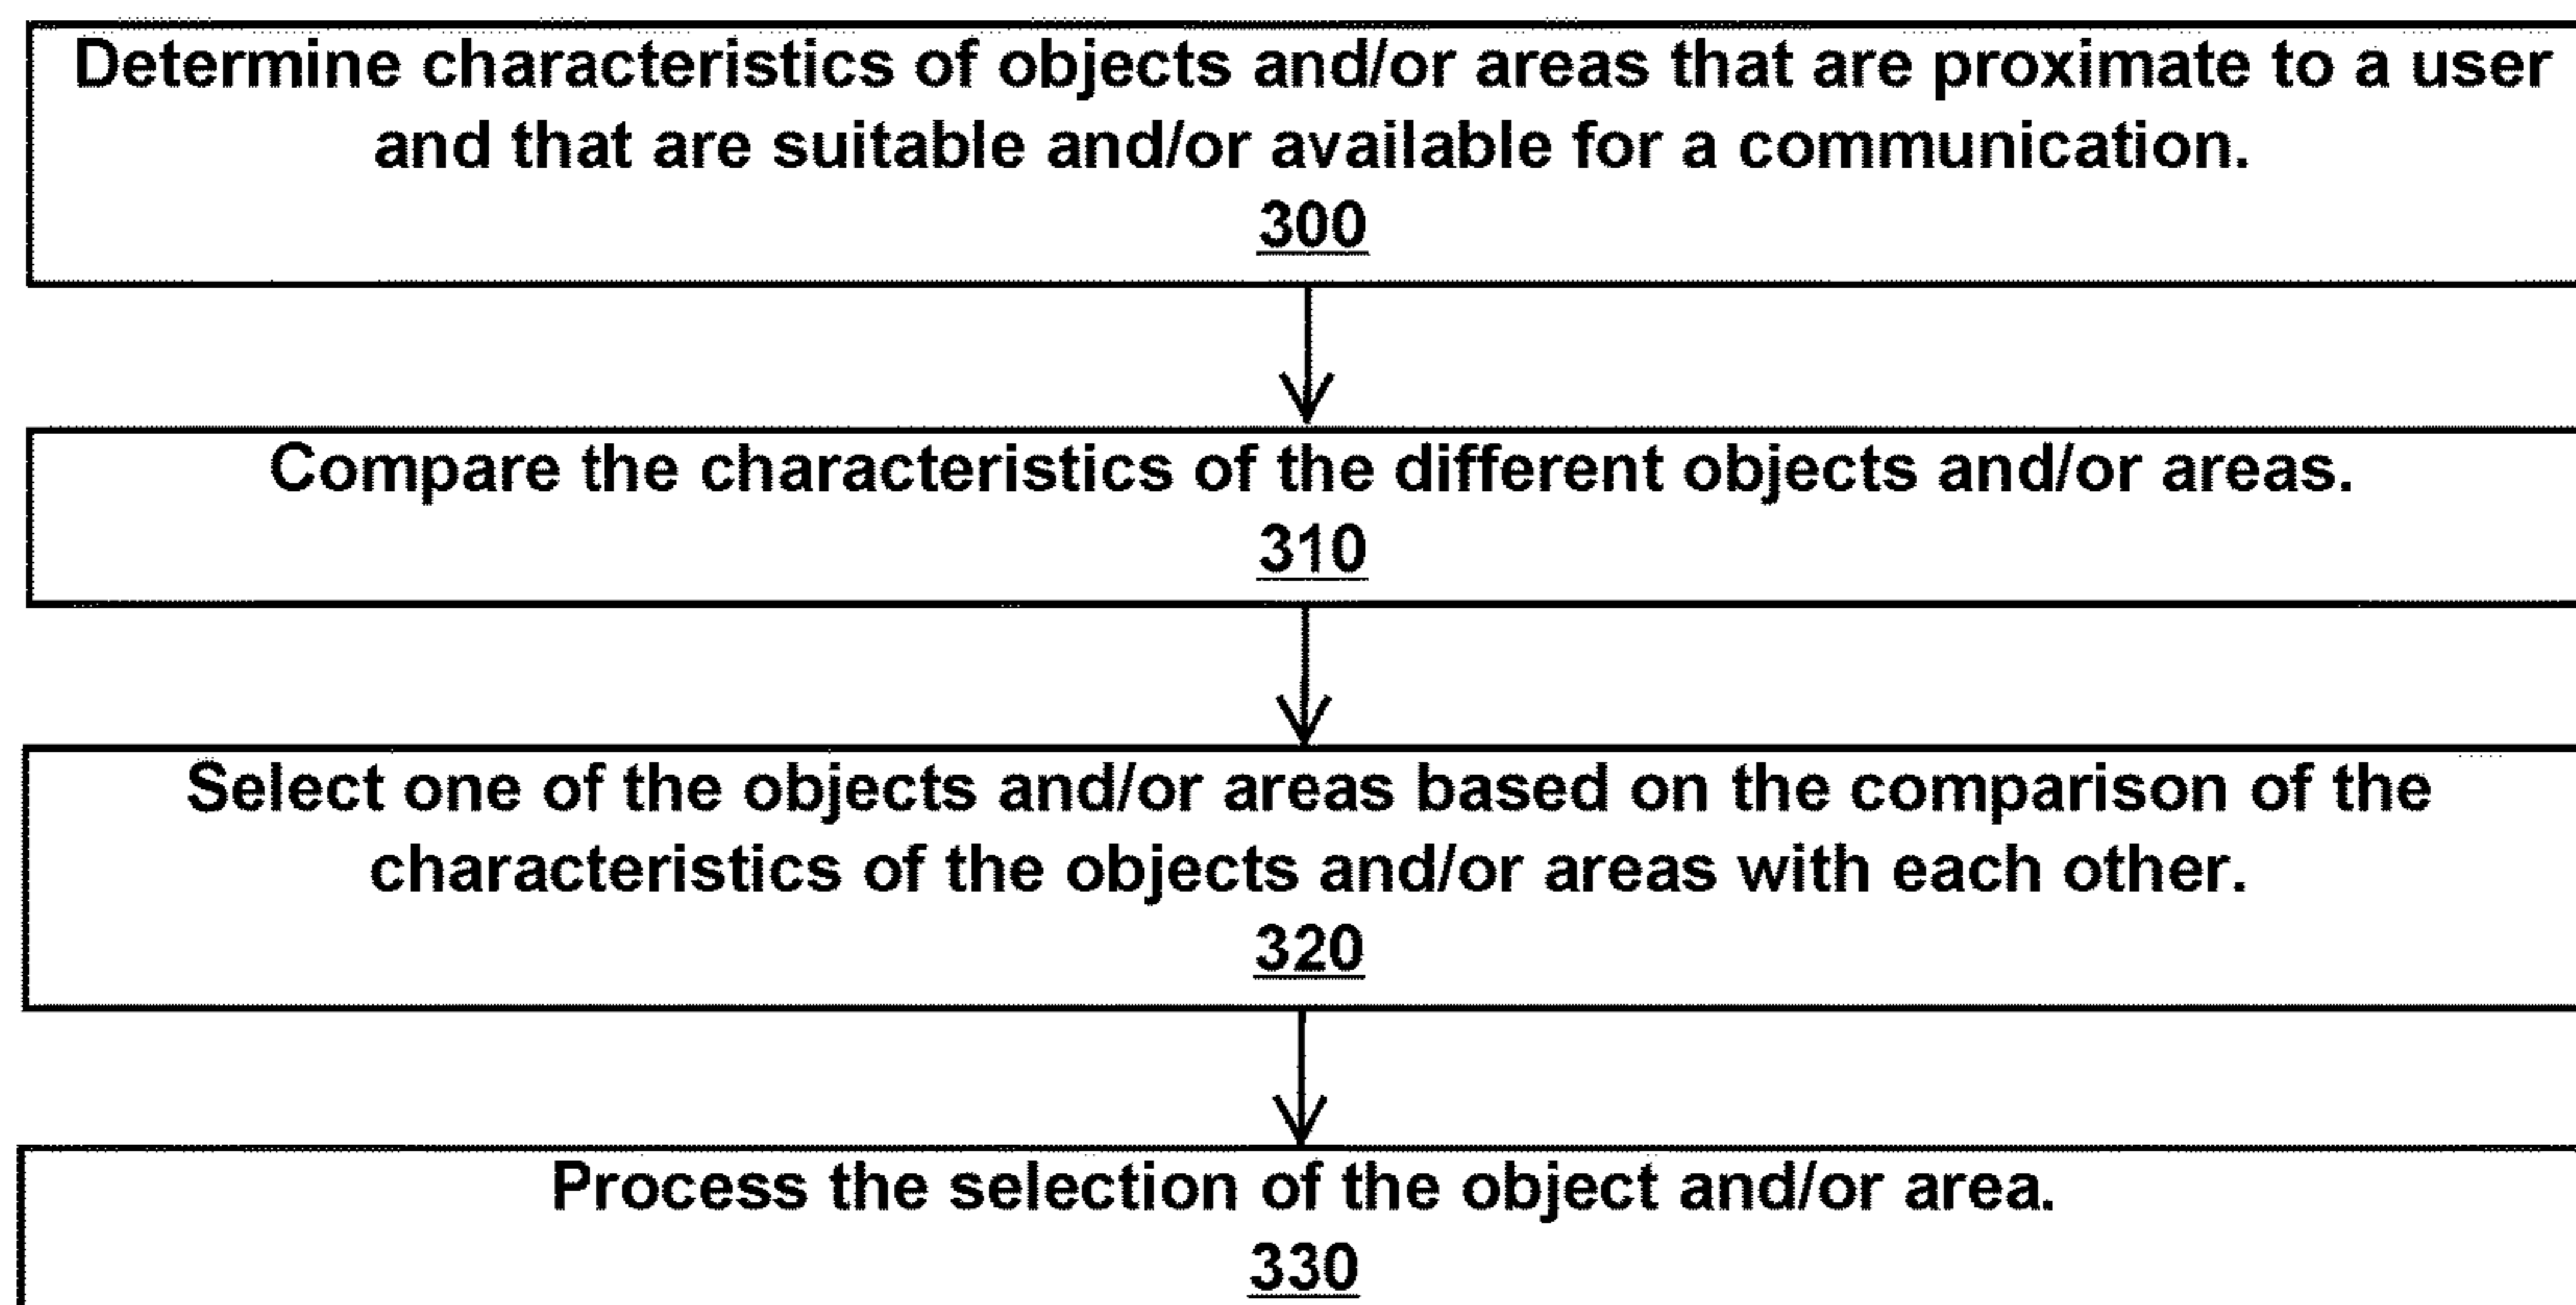 Determine characteristics of objects and/or areas that are proximate to a user
and that are suitable and/or available for a communication.
300
Compare the characteristics of the different objects and/or areas.
310
Select one of the objects and/or areas based on the comparison of the
characteristics of the objects and/or areas with each other.
320
Process the selection of the object and/or area.
330